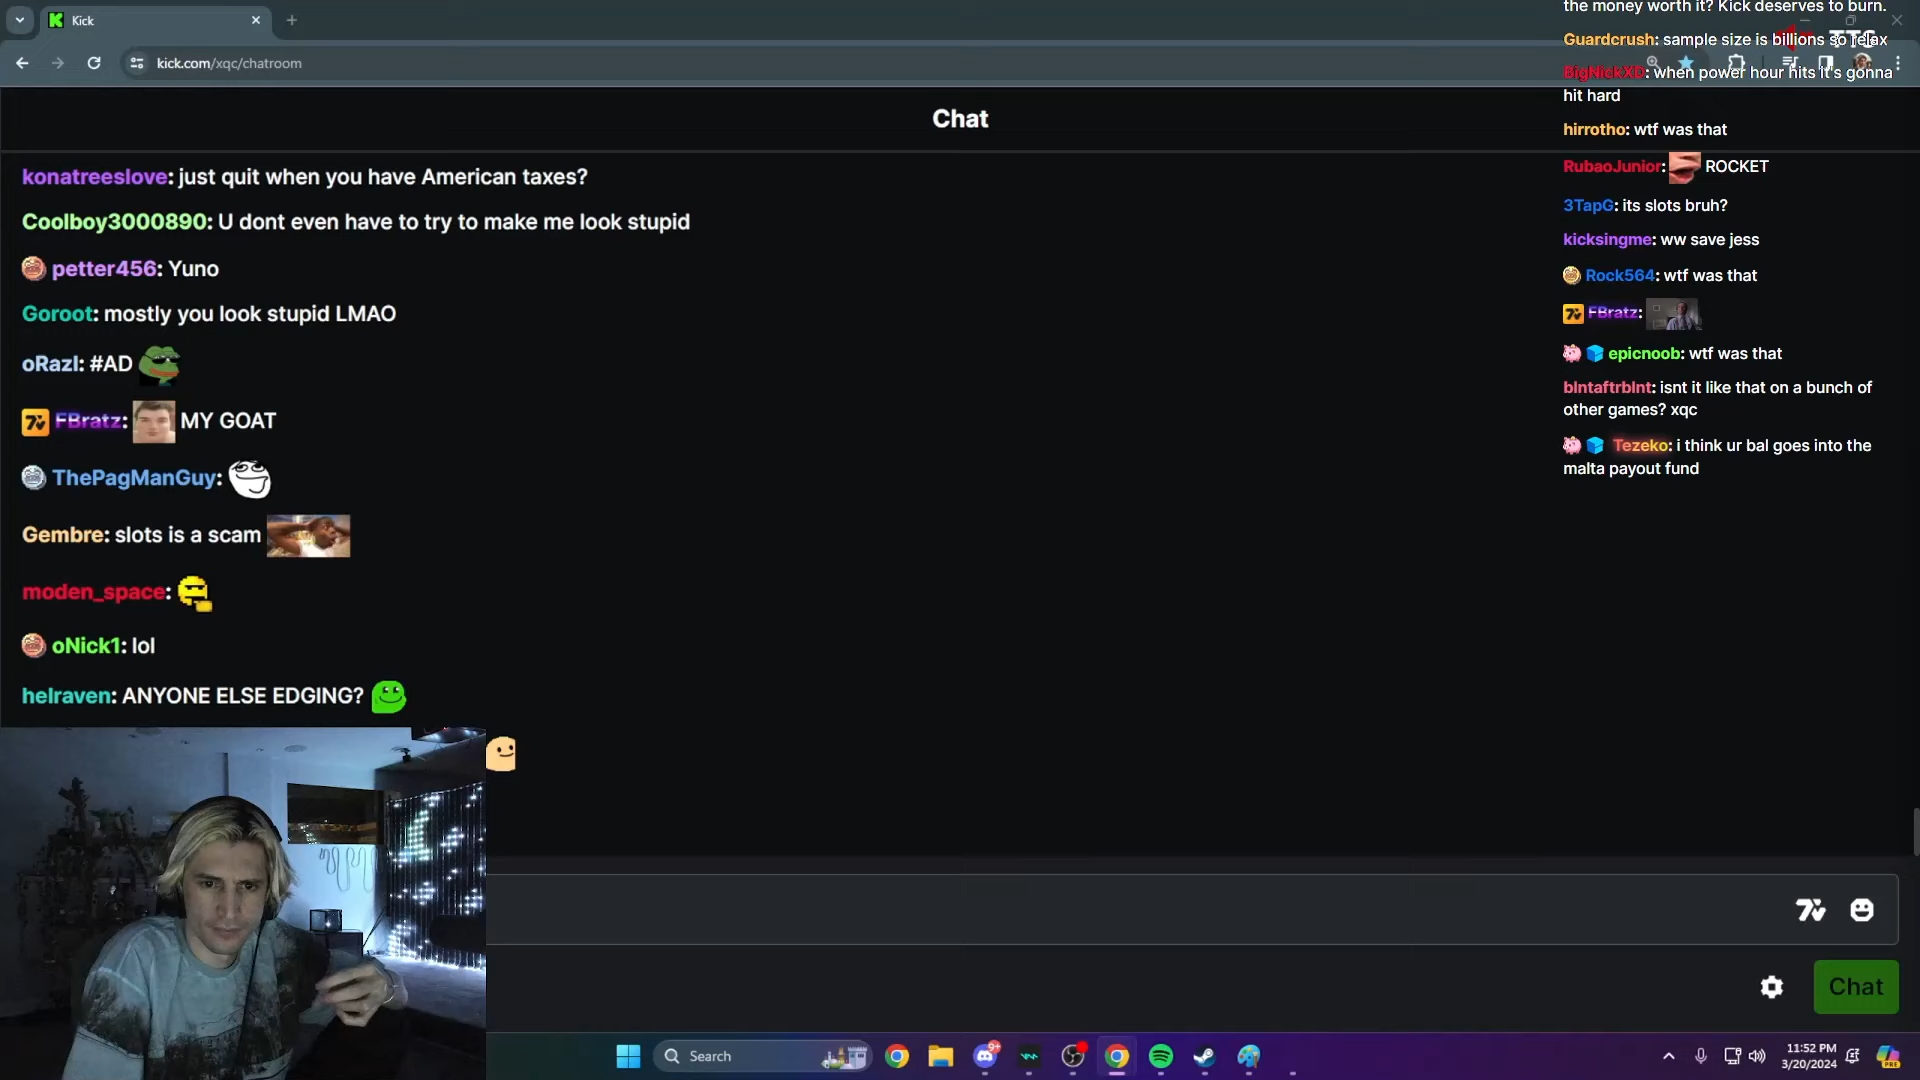 Kick
kick.com/xqc/chatroom
Chat
konatreeslove: just quit when you have American taxes?
Coolboy3000890: U dont even have to try to make me look stupid
petter456: Yuno
Goroot: mostly you look stupid LMAO
oRazI: #AD
FBratz: MY GOAT
ThePagManGuy:
Gembre: slots is a scam
moden_space:
oNick1: lol
helraven: ANYONE ELSE EDGING?
the money worth it? Kick deserves to burn.
TTS
Guardcrush: sample size is billions so relax
BigNickXD: when power hour hits it's gonna
hit hard
hirrotho: wtf was that
RubaoJunior: ROCKET
3TapG: its slots bruh?
kicksingme: ww save jess
Rock564: wtf was that
FBratz:
epicnoob: wtf was that
blntaftrblnt: isnt it like that on a bunch of
other games? xqc
Tezeko: i think ur bal goes into the
malta payout fund
Chat
Search
9+
11:52 PM
3/20/2024
PRE